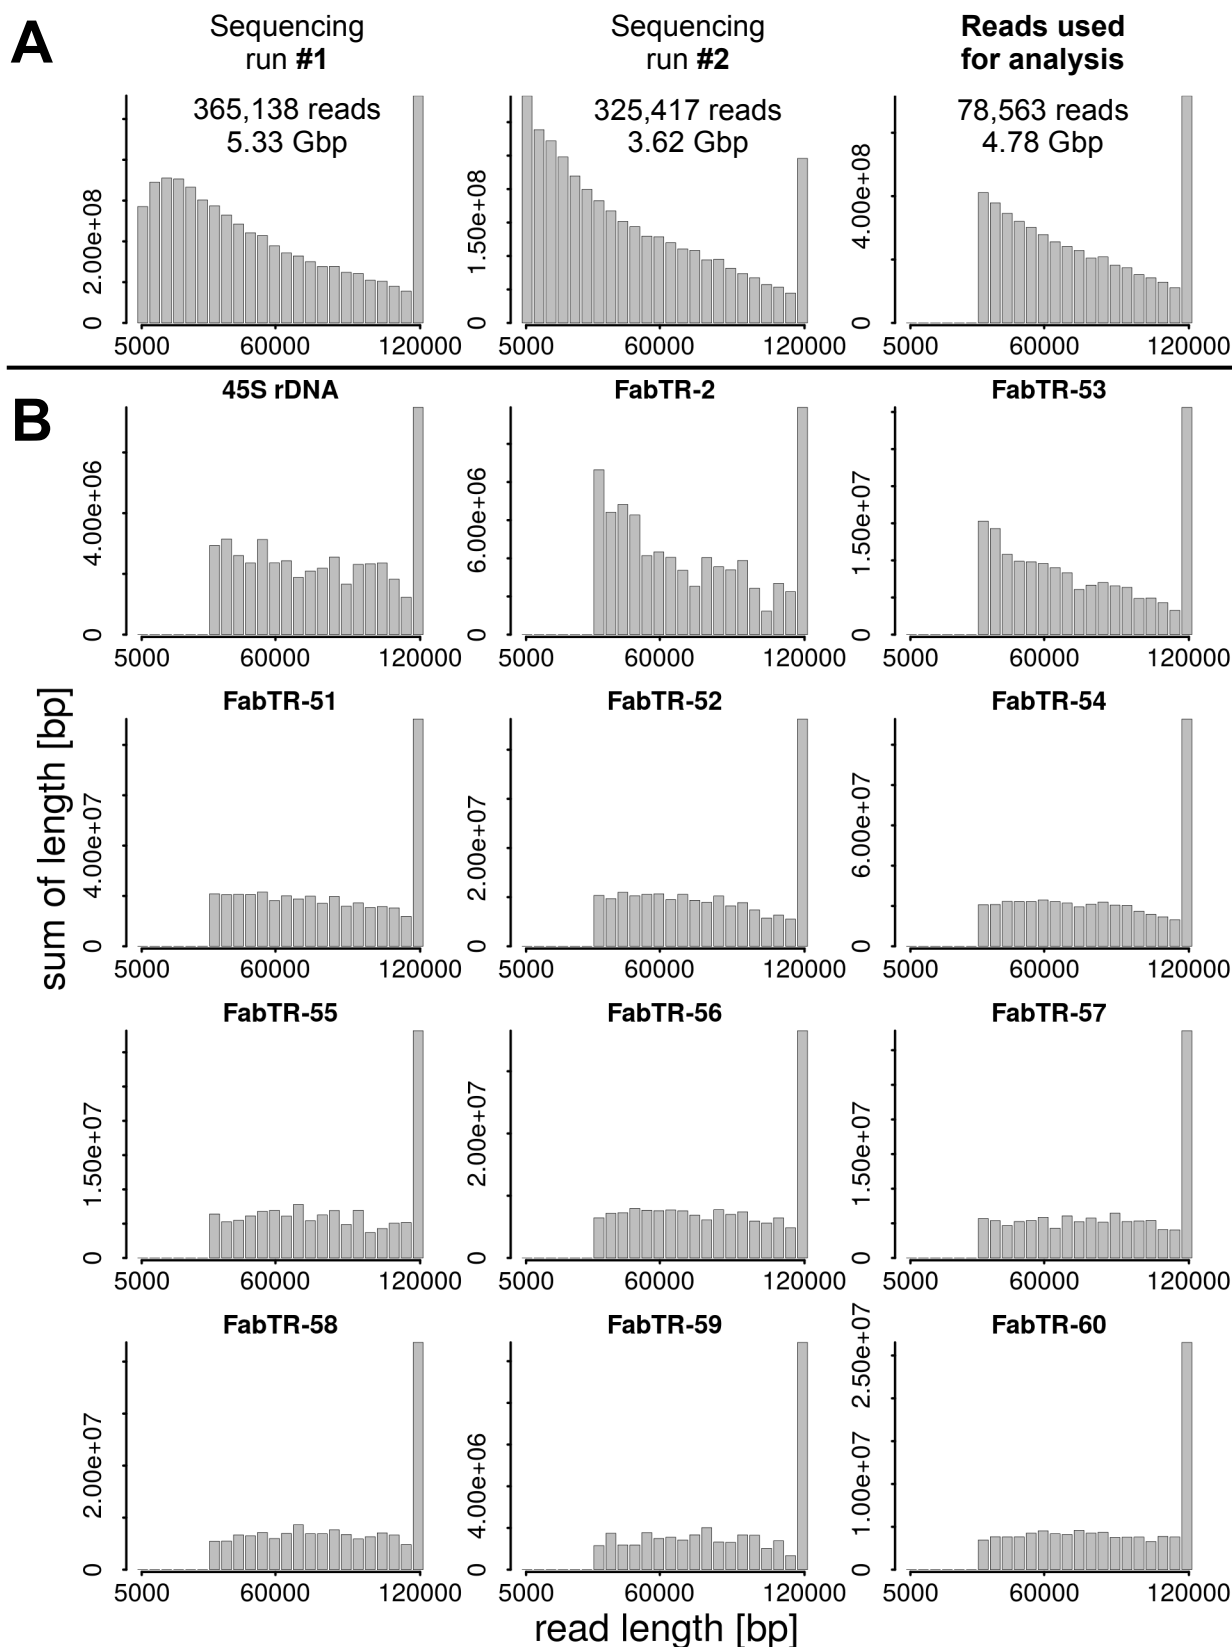 A
Sequencing
run #1
365,138 reads
5.33 Gbp
0
2.00e+08
5000
60000
120000
Sequencing
run #2
325,417 reads
3.62 Gbp
0
1.50e+08
5000
60000
120000
Reads used
for analysis
78,563 reads
4.78 Gbp
0
4.00e+08
5000
60000
120000
B
sum of length [bp]
45S rDNA
0
4.00e+06
5000
60000
120000
FabTR-2
0
6.00e+06
5000
60000
120000
FabTR-53
0
1.50e+07
5000
60000
120000
FabTR-51
0
4.00e+07
5000
60000
120000
FabTR-52
0
2.00e+07
5000
60000
120000
FabTR-54
0
6.00e+07
5000
60000
120000
FabTR-55
0
1.50e+07
5000
60000
120000
FabTR-56
0
2.00e+07
5000
60000
120000
FabTR-57
0
1.50e+07
5000
60000
120000
FabTR-58
0
2.00e+07
5000
60000
120000
FabTR-59
0
4.00e+06
5000
60000
120000
FabTR-60
0
1.00e+07
2.50e+07
5000
60000
120000
read length [bp]